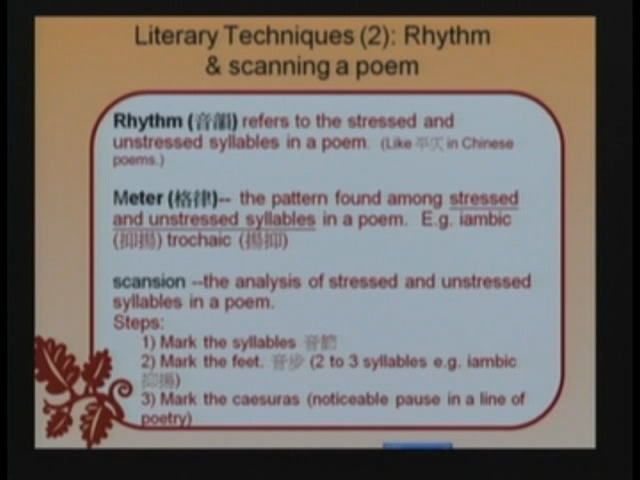 Literary Techniques (2): Rhythm
& scanning a poem
Rhythm (音韻) refers to the stressed and
unstressed syllables in a poem. (Like 平仄 in Chinese
poems.)
Meter (格律)-- the pattern found among stressed
and unstressed syllables in a poem. E.g. iambic
(抑揚) trochaic (揚抑)
scansion --the analysis of stressed and unstressed
syllables in a poem.
Steps:
1) Mark the syllables 音節
2) Mark the feet. 音步 (2 to 3 syllables e.g. iambic
抑揚)
3) Mark the caesuras (noticeable pause in a line of
poetry)